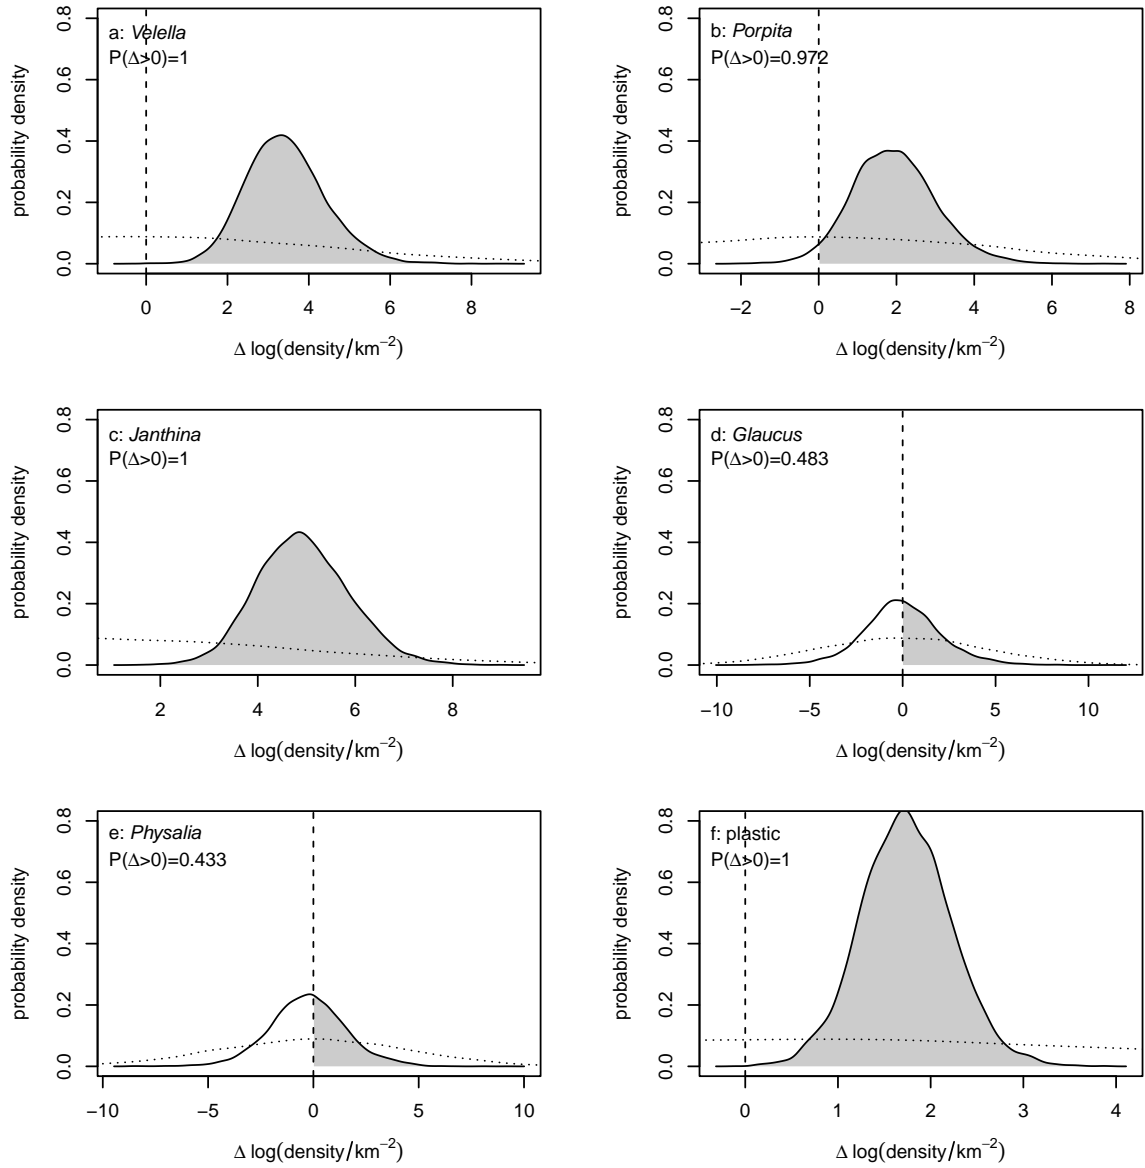 a: Velella
P(Δ>0)=1
probability density
0.0 0.2 0.4 0.6 0.8
0 2 4 6 8
Δ log(density/km⁻²)
b: Porpita
P(Δ>0)=0.972
probability density
0.0 0.2 0.4 0.6 0.8
−2 0 2 4 6 8
Δ log(density/km⁻²)
c: Janthina
P(Δ>0)=1
probability density
0.0 0.2 0.4 0.6 0.8
2 4 6 8
Δ log(density/km⁻²)
d: Glaucus
P(Δ>0)=0.483
probability density
0.0 0.2 0.4 0.6 0.8
−10 −5 0 5 10
Δ log(density/km⁻²)
e: Physalia
P(Δ>0)=0.433
probability density
0.0 0.2 0.4 0.6 0.8
−10 −5 0 5 10
Δ log(density/km⁻²)
f: plastic
P(Δ>0)=1
probability density
0.0 0.2 0.4 0.6 0.8
0 1 2 3 4
Δ log(density/km⁻²)